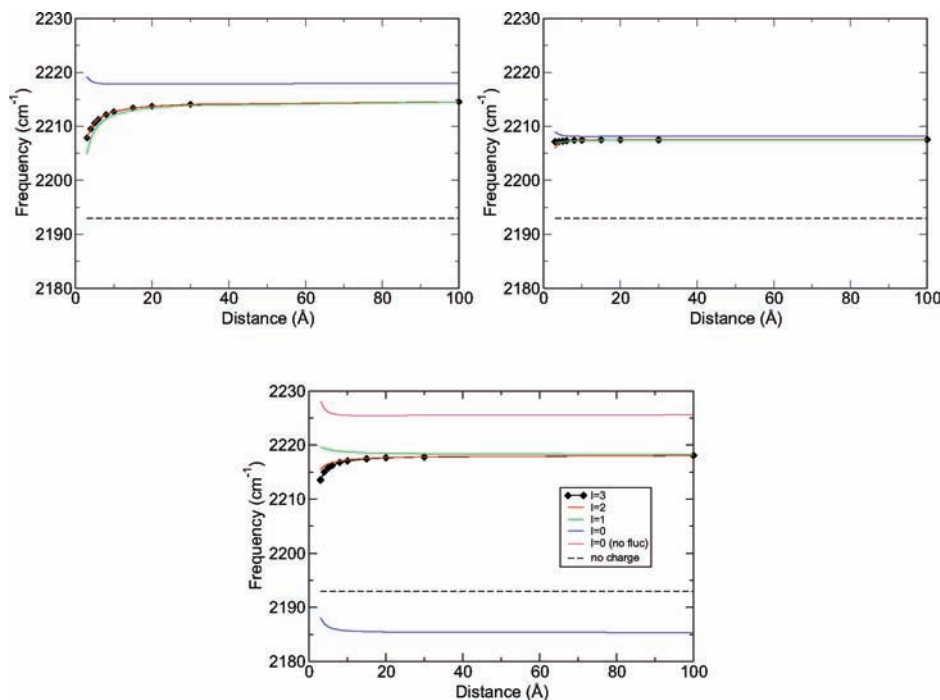 2230
2220
2210
2200
2190
2180
Frequency (cm-1)
0 20 40 60 80 100
Distance (Å)
2230
2220
2210
2200
2190
2180
Frequency (cm-1)
0 20 40 60 80 100
Distance (Å)
2230
2220
2210
2200
2190
2180
Frequency (cm-1)
l=3
l=2
l=1
l=0
l=0 (no fluc)
no charge
0 20 40 60 80 100
Distance (Å)